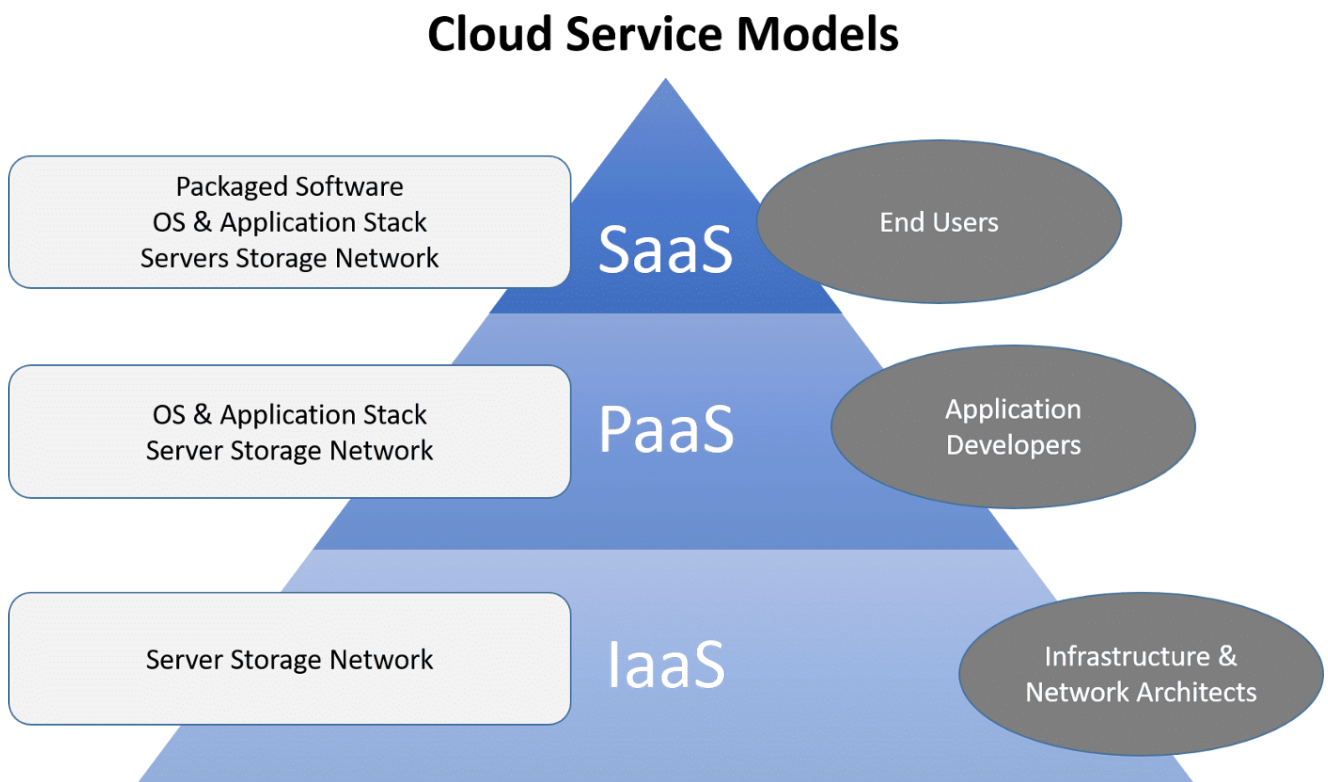 Cloud Service Models
Packaged Software
OS & Application Stack
Servers Storage Network
SaaS
End Users
OS & Application Stack
Server Storage Network
PaaS
Application
Developers
Server Storage Network
IaaS
Infrastructure &
Network Architects